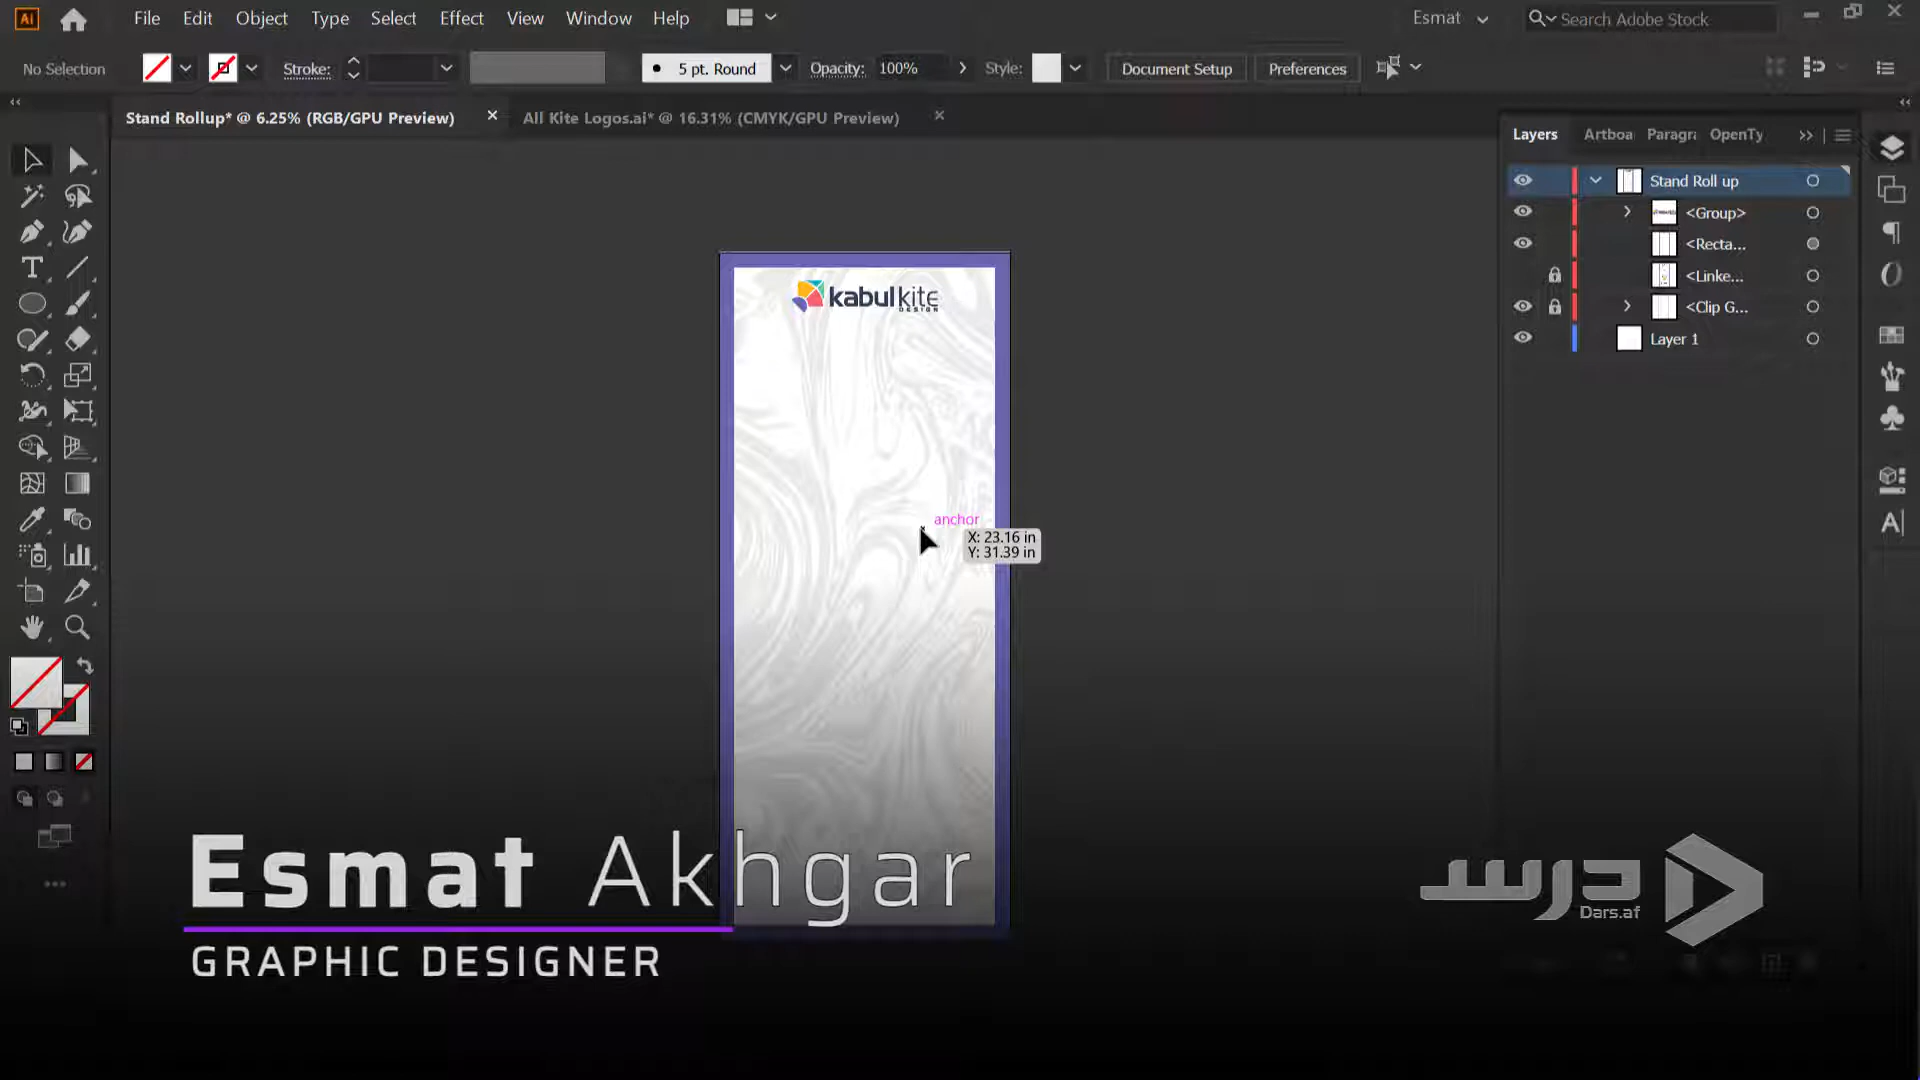 Ai File Edit Object Type Select Effect View Window Help Esmat Search Adobe Stock
No Selection Stroke: 5 pt. Round Opacity: 100% Style: Document Setup Preferences
Stand Rollup* @ 6.25% (RGB/GPU Preview) All Kite Logos.ai* @ 16.31% (CMYK/GPU Preview)
Layers Artboa Paragra OpenTy
Stand Roll up
<Group>
<Recta...
<Linke...
<Clip G...
Layer 1
kabulkite
DESIGN
anchor
X: 23.16 in
Y: 31.39 in
Esmat Akhgar
GRAPHIC DESIGNER
درس
Dars.af